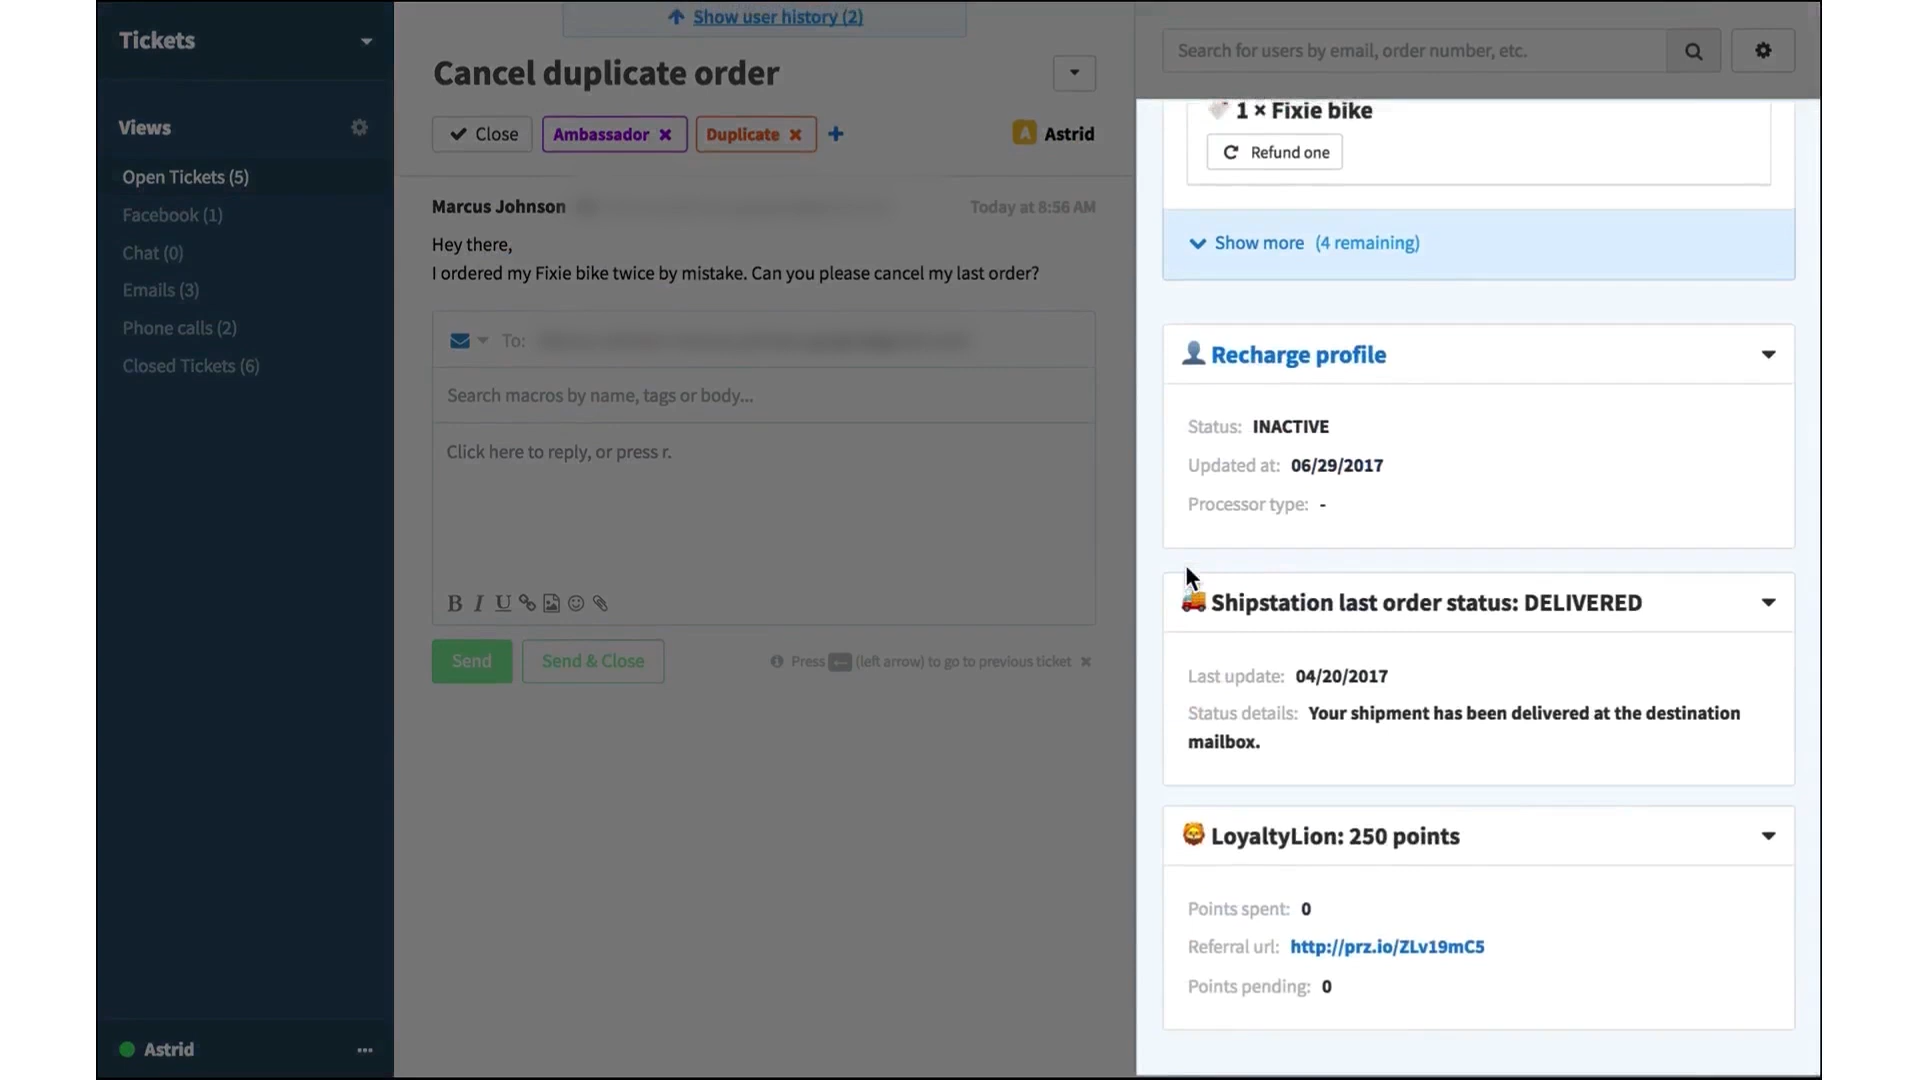 Tickets
Views
Open Tickets (5)
Facebook (1)
Chat (0)
Emails (3)
Phone calls (2)
Closed Tickets (6)
Astrid
Show user history (2)
Cancel duplicate order
Close
Ambassador
Duplicate
A Astrid
Marcus Johnson
Today at 8:56 AM
Hey there,
I ordered my Fixie bike twice by mistake. Can you please cancel my last order?
To:
Search macros by name, tags or body...
Click here to reply, or press r.
B I U
Send
Send & Close
Press ← (left arrow) to go to previous ticket
Search for users by email, order number, etc.
1 × Fixie bike
Refund one
Show more (4 remaining)
Recharge profile
Status: INACTIVE
Updated at: 06/29/2017
Processor type: -
Shipstation last order status: DELIVERED
Last update: 04/20/2017
Status details: Your shipment has been delivered at the destination
mailbox.
LoyaltyLion: 250 points
Points spent: 0
Referral url: http://prz.io/ZLv19mC5
Points pending: 0